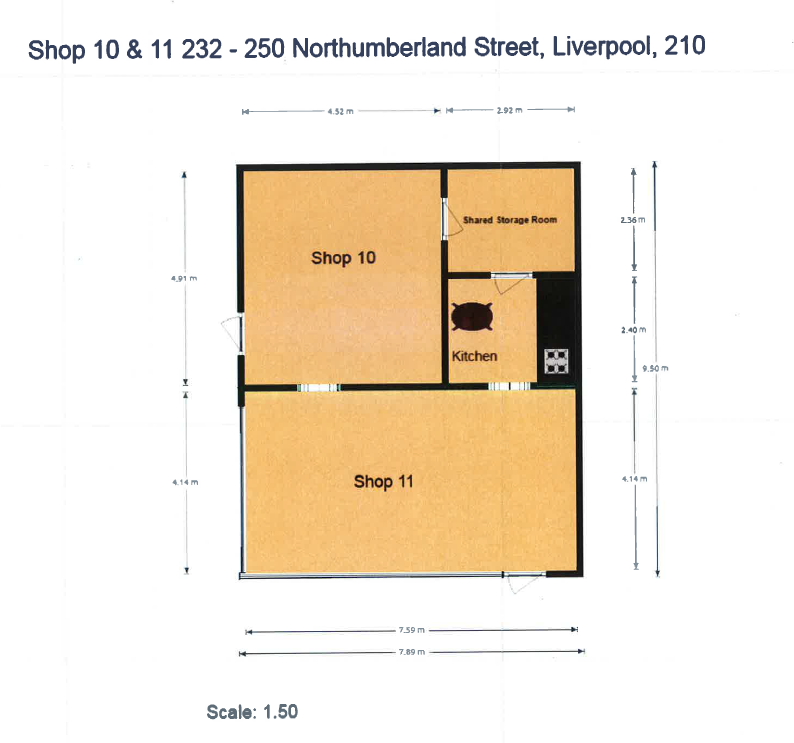 Shop 10 & 11 232 - 250 Northumberland Street, Liverpool, 210
4.52 m
2.92 m
Shared Storage Room
2.36 m
Shop 10
4.91 m
2.40 m
Kitchen
9.50 m
4.14 m
Shop 11
4.14 m
7.59 m
7.89 m
Scale: 1.50